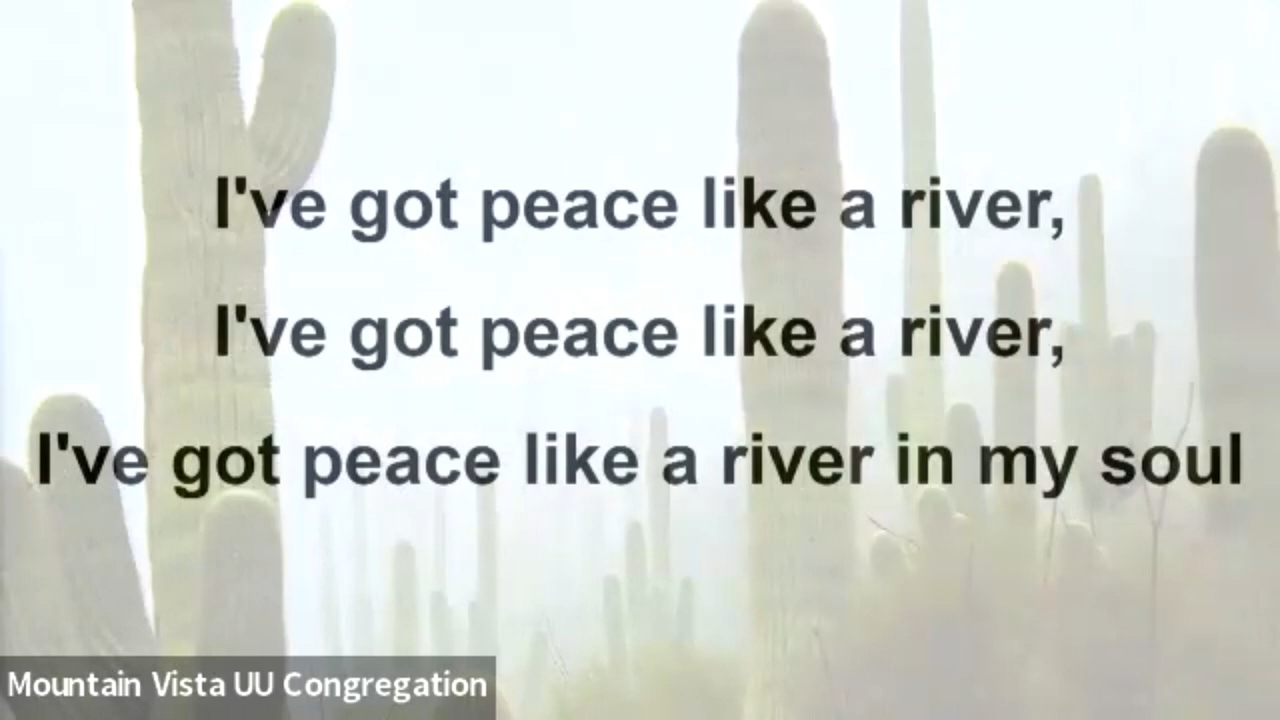 I've got peace like a river,
I've got peace like a river,
I've got peace like a river in my soul
Mountain Vista UU Congregation